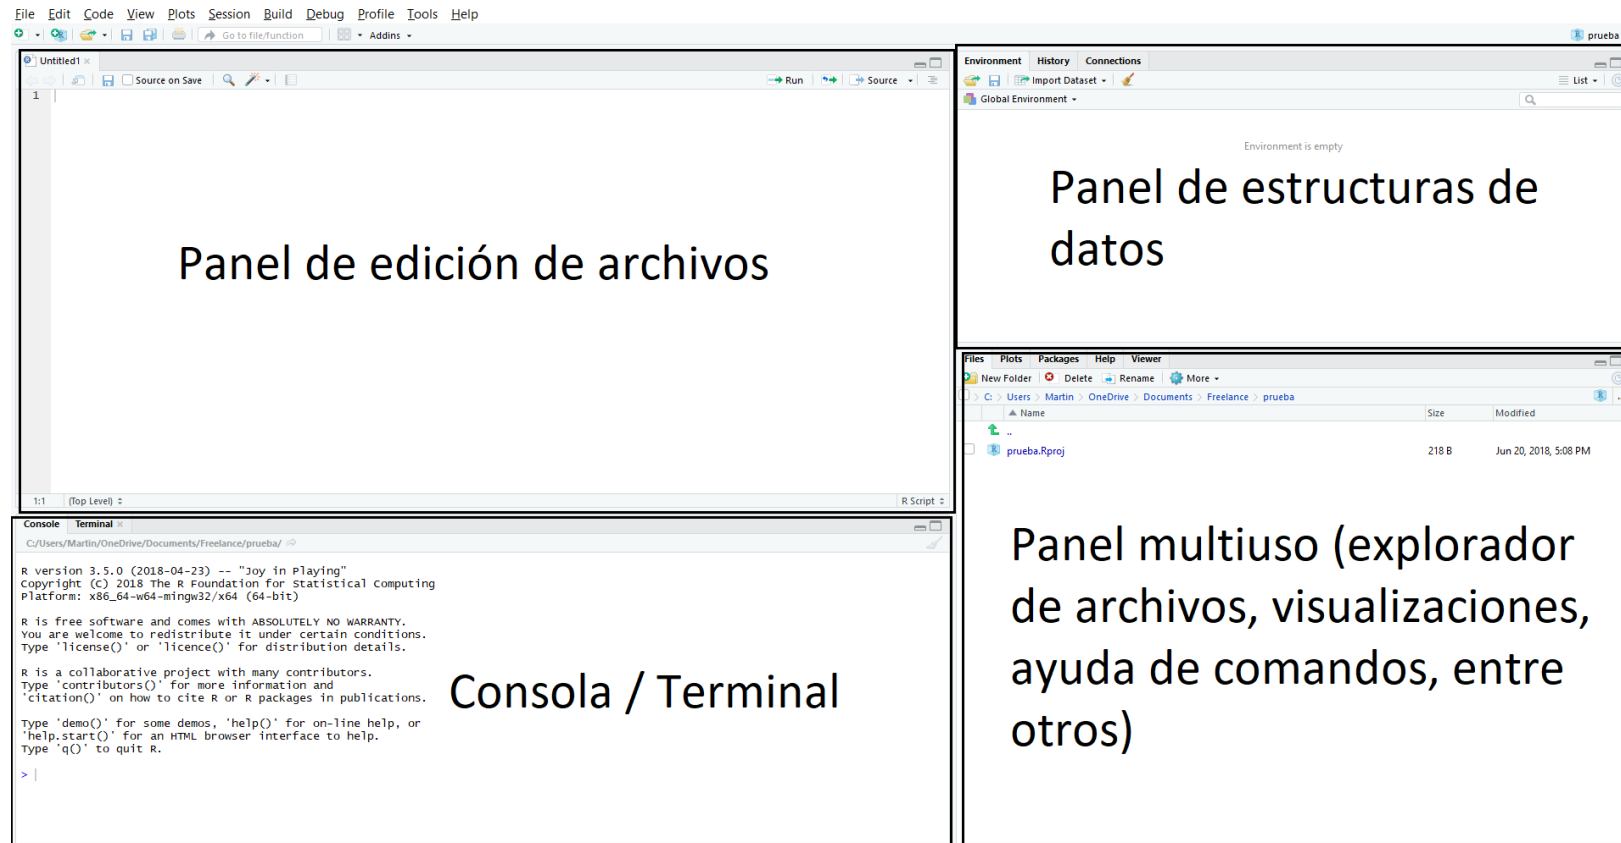 File Edit Code View Plots Session Build Debug Profile Tools Help
Go to file/function Addins prueba
Untitled1
Source on Save Run Source
1
Panel de edición de archivos
1:1 (Top Level) R Script
Environment History Connections
Import Dataset List
Global Environment
Environment is empty
Panel de estructuras de
datos
Console Terminal
C:/Users/Martin/OneDrive/Documents/Freelance/prueba/
R version 3.5.0 (2018-04-23) -- "Joy in Playing"
Copyright (C) 2018 The R Foundation for Statistical Computing
Platform: x86_64-w64-mingw32/x64 (64-bit)
R is free software and comes with ABSOLUTELY NO WARRANTY.
You are welcome to redistribute it under certain conditions.
Type 'license()' or 'licence()' for distribution details.
R is a collaborative project with many contributors.
Type 'contributors()' for more information and
'citation()' on how to cite R or R packages in publications.
Type 'demo()' for some demos, 'help()' for on-line help, or
'help.start()' for an HTML browser interface to help.
Type 'q()' to quit R.
>
Consola / Terminal
Files Plots Packages Help Viewer
New Folder Delete Rename More
C: > Users > Martin > OneDrive > Documents > Freelance > prueba
Name Size Modified
..
prueba.Rproj 218 B Jun 20, 2018, 5:08 PM
Panel multiuso (explorador
de archivos, visualizaciones,
ayuda de comandos, entre
otros)